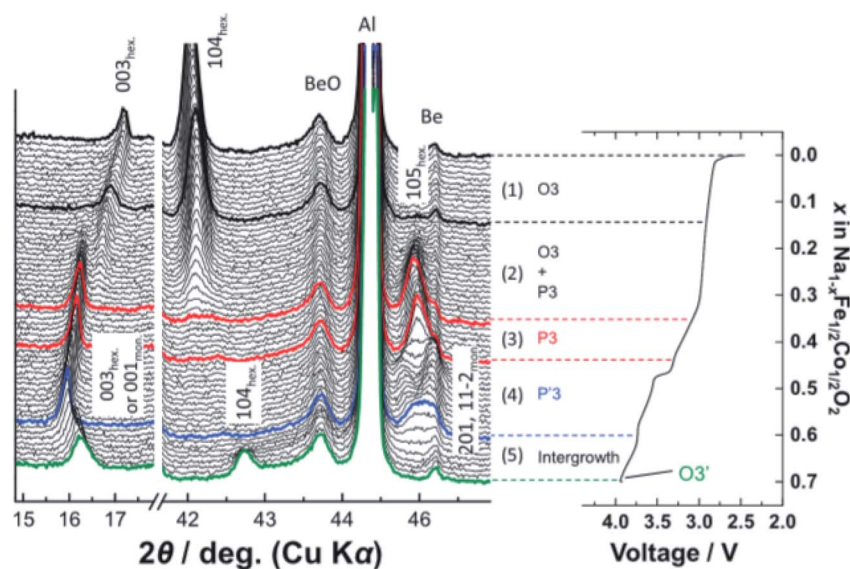 Al
003hex.
104hex.
BeO
Be
105hex.
003hex.
or 001mon.
104hex.
201, 11-2mon.
(1) O3
(2) O3
+
P3
(3) P3
(4) P'3
(5) Intergrowth
O3'
0.0
0.1
0.2
0.3
0.4
0.5
0.6
0.7
x in Na1-xFe1/2Co1/2O2
15 16 17 42 43 44 46
2θ / deg. (Cu Kα)
4.0 3.5 3.0 2.5 2.0
Voltage / V